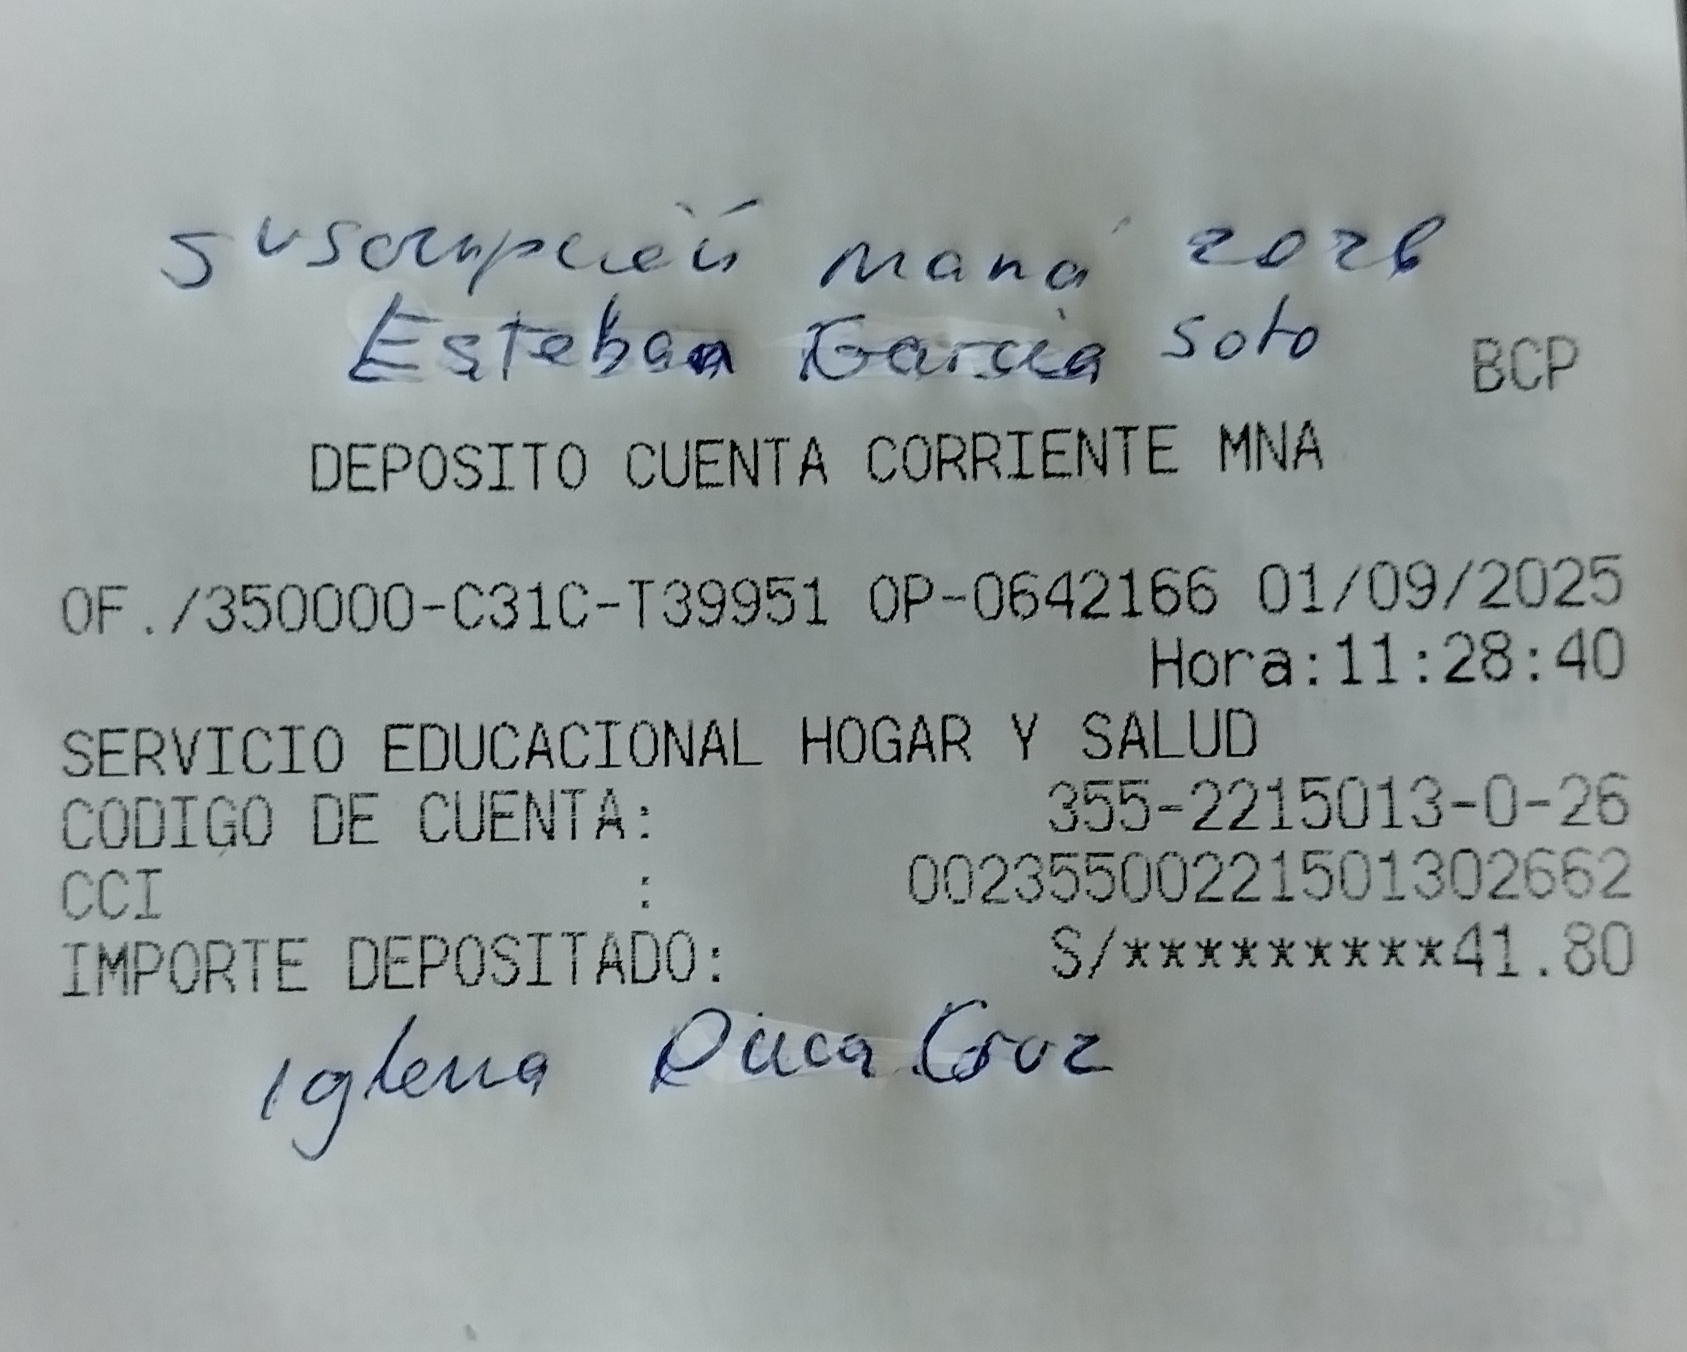 suscripción maná 2026
Esteban Garcia Soto
BCP
DEPOSITO CUENTA CORRIENTE MNA
OF./350000-C31C-T39951 OP-0642166 01/09/2025
Hora:11:28:40
SERVICIO EDUCACIONAL HOGAR Y SALUD
CODIGO DE CUENTA: 355-2215013-0-26
CCI : 00235500221501302662
IMPORTE DEPOSITADO: S/*********41.80
Iglesia Cruz